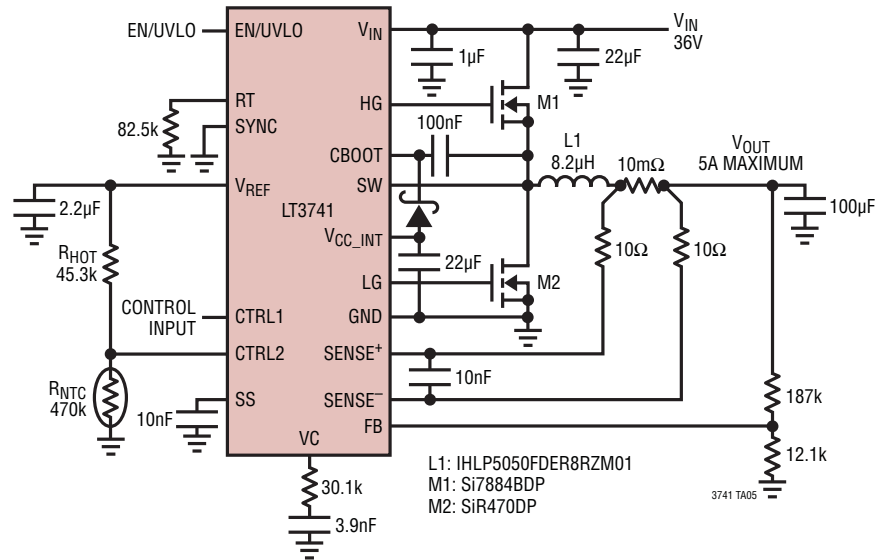 EN/UVLO
EN/UVLO
VIN
VIN
36V
1µF
22µF
RT
HG
M1
82.5k
SYNC
100nF
CBOOT
L1
8.2µH
10mΩ
VOUT
5A MAXIMUM
VREF
SW
2.2µF
LT3741
100µF
RHOT
45.3k
VCC_INT
22µF
10Ω
10Ω
LG
M2
CONTROL
INPUT
CTRL1
GND
CTRL2
SENSE+
10nF
RNTC
470k
SS
SENSE–
187k
10nF
VC
FB
12.1k
30.1k
3.9nF
L1: IHLP5050FDER8RZM01
M1: Si7884BDP
M2: SiR470DP
3741 TA05